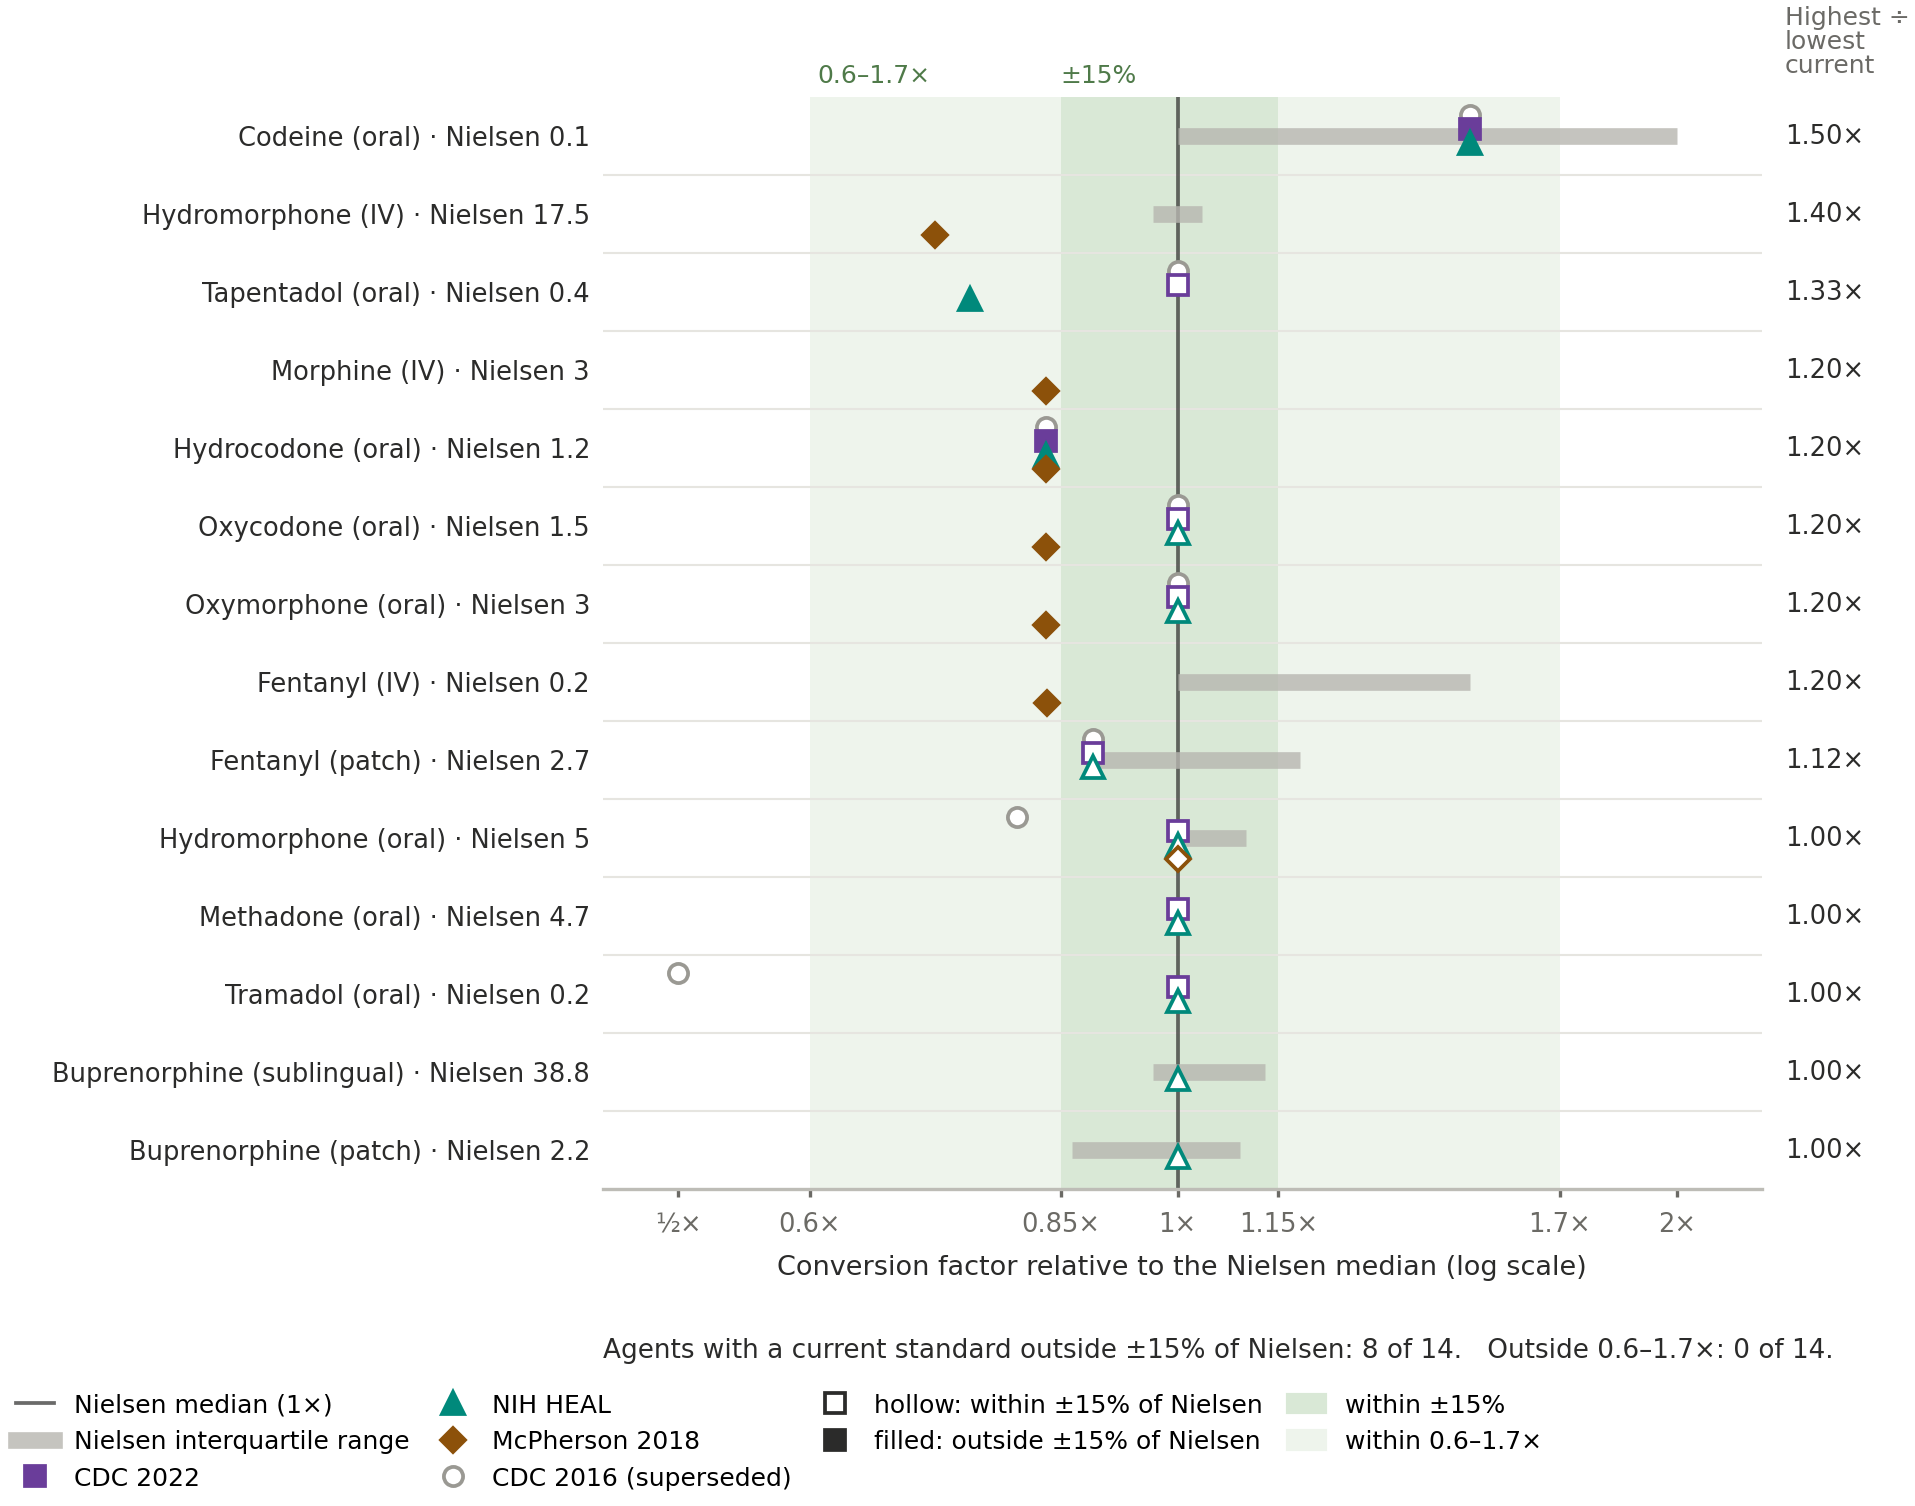 Highest ÷
lowest
current
0.6–1.7×
±15%
Codeine (oral) · Nielsen 0.1
1.50×
Hydromorphone (IV) · Nielsen 17.5
1.40×
Tapentadol (oral) · Nielsen 0.4
1.33×
Morphine (IV) · Nielsen 3
1.20×
Hydrocodone (oral) · Nielsen 1.2
1.20×
Oxycodone (oral) · Nielsen 1.5
1.20×
Oxymorphone (oral) · Nielsen 3
1.20×
Fentanyl (IV) · Nielsen 0.2
1.20×
Fentanyl (patch) · Nielsen 2.7
1.12×
Hydromorphone (oral) · Nielsen 5
1.00×
Methadone (oral) · Nielsen 4.7
1.00×
Tramadol (oral) · Nielsen 0.2
1.00×
Buprenorphine (sublingual) · Nielsen 38.8
1.00×
Buprenorphine (patch) · Nielsen 2.2
1.00×
½×
0.6×
0.85×
1×
1.15×
1.7×
2×
Conversion factor relative to the Nielsen median (log scale)
Agents with a current standard outside ±15% of Nielsen: 8 of 14.   Outside 0.6–1.7×: 0 of 14.
Nielsen median (1×)
Nielsen interquartile range
CDC 2022
NIH HEAL
McPherson 2018
CDC 2016 (superseded)
hollow: within ±15% of Nielsen
filled: outside ±15% of Nielsen
within ±15%
within 0.6–1.7×